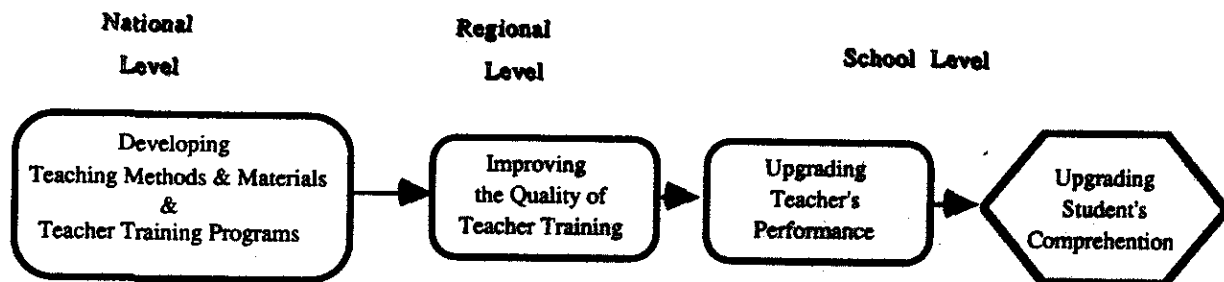 National
Level
Regional
Level
School Level
Developing
Teaching Methods & Materials
&
Teacher Training Programs
Improving
the Quality of
Teacher Training
Upgrading
Teacher's
Performance
Upgrading
Student's
Comprehention